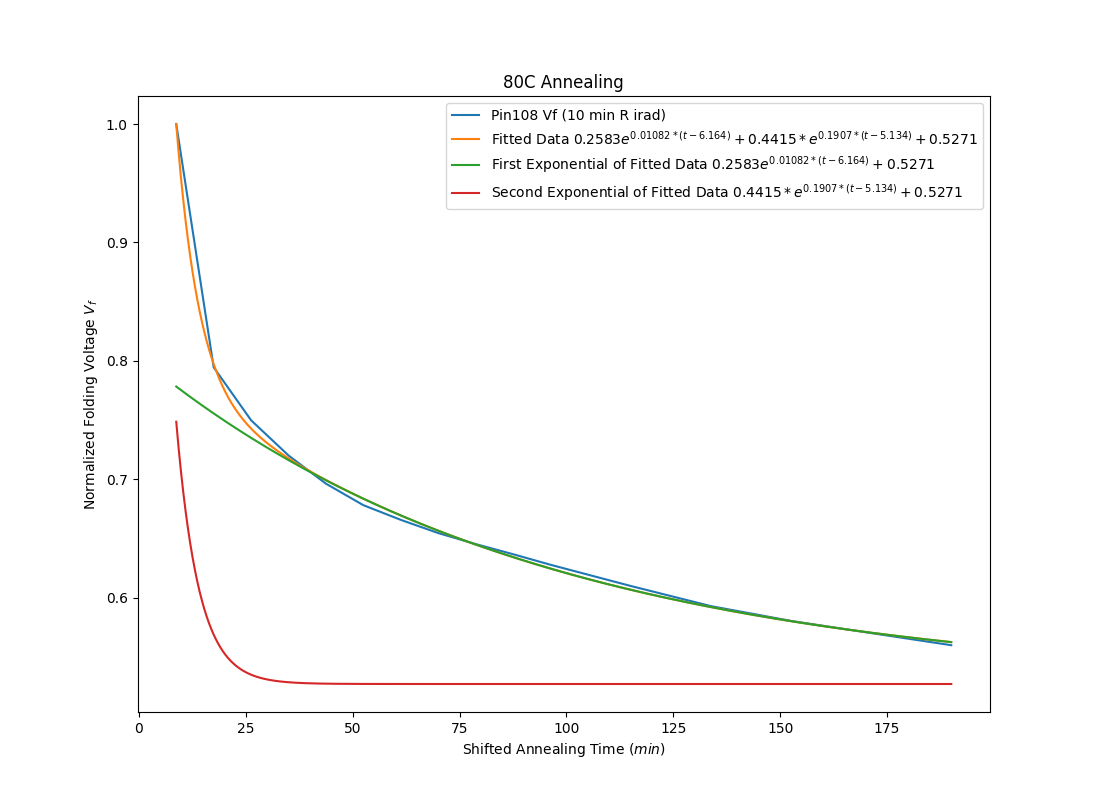 80C Annealing
Pin108 Vf (10 min R irad)
Fitted Data 0.2583e^{0.01082*(t−6.164)} + 0.4415 * e^{0.1907*(t−5.134)} + 0.5271
First Exponential of Fitted Data 0.2583e^{0.01082*(t−6.164)} + 0.5271
Second Exponential of Fitted Data 0.4415 * e^{0.1907*(t−5.134)} + 0.5271
Normalized Folding Voltage V_f
1.0
0.9
0.8
0.7
0.6
0 25 50 75 100 125 150 175
Shifted Annealing Time (min)